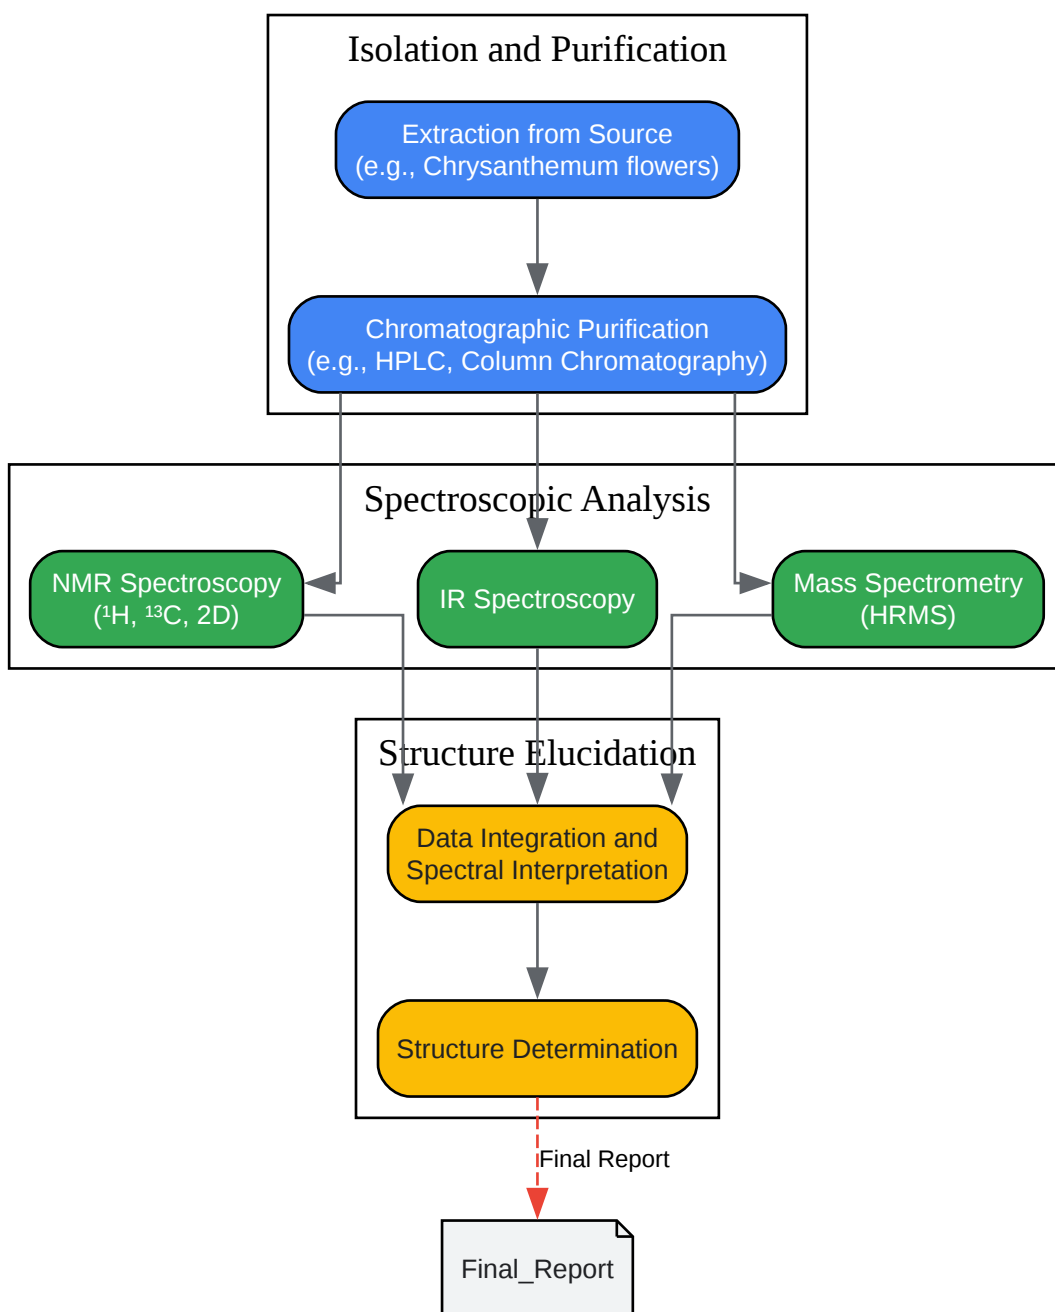 Isolation and Purification
Extraction from Source
(e.g., Chrysanthemum flowers)
Chromatographic Purification
(e.g., HPLC, Column Chromatography)
Spectroscopic Analysis
NMR Spectroscopy
(¹H, ¹³C, 2D)
IR Spectroscopy
Mass Spectrometry
(HRMS)
Structure Elucidation
Data Integration and
Spectral Interpretation
Structure Determination
Final Report
Final_Report